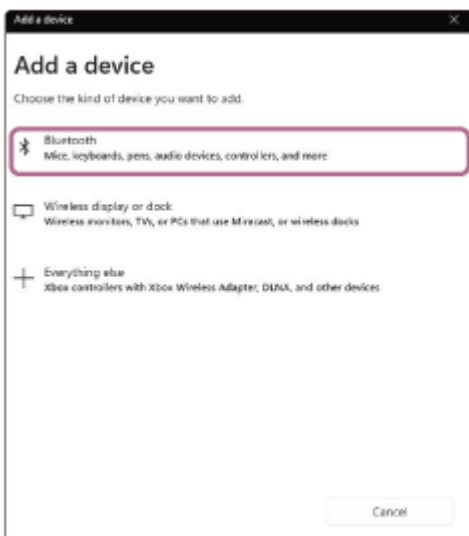 Add a device
Add a device
Choose the kind of device you want to add.
Bluetooth
Mice, keyboards, pens, audio devices, controllers, and more
Wireless display or dock
Wireless monitors, TVs, or PCs that use Miracast, or wireless docks
Everything else
Xbox controllers with Xbox Wireless Adapter, DLNA, and other devices
Cancel